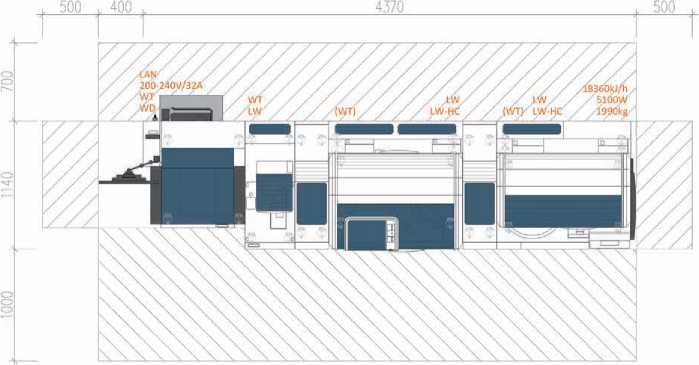 500 400 4370 500
700
1140
1000
LAN
200-240V/32A
WT
WD
WT
LW
(WT)
LW
LW-HC
(WT)
LW
LW-HC
18360kJ/h
5100W
1990kg